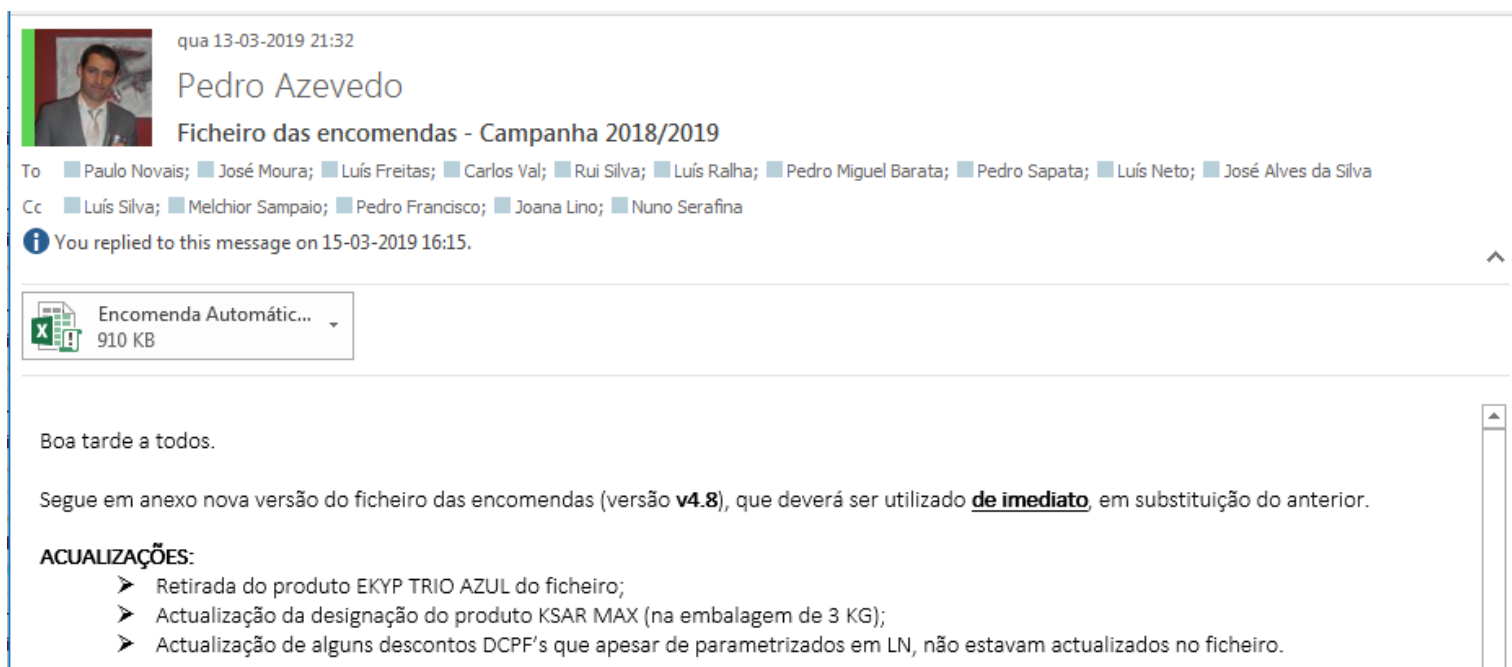 qua 13-03-2019 21:32
Pedro Azevedo
Ficheiro das encomendas - Campanha 2018/2019
To Paulo Novais; José Moura; Luís Freitas; Carlos Val; Rui Silva; Luís Ralha; Pedro Miguel Barata; Pedro Sapata; Luís Neto; José Alves da Silva
Cc Luís Silva; Melchior Sampaio; Pedro Francisco; Joana Lino; Nuno Serafina
You replied to this message on 15-03-2019 16:15.
Encomenda Automátic...
910 KB
Boa tarde a todos.
Segue em anexo nova versão do ficheiro das encomendas (versão v4.8), que deverá ser utilizado de imediato, em substituição do anterior.
ACUALIZAÇÕES:
➤ Retirada do produto EKYP TRIO AZUL do ficheiro;
➤ Actualização da designação do produto KSAR MAX (na embalagem de 3 KG);
➤ Actualização de alguns descontos DCPF's que apesar de parametrizados em LN, não estavam actualizados no ficheiro.